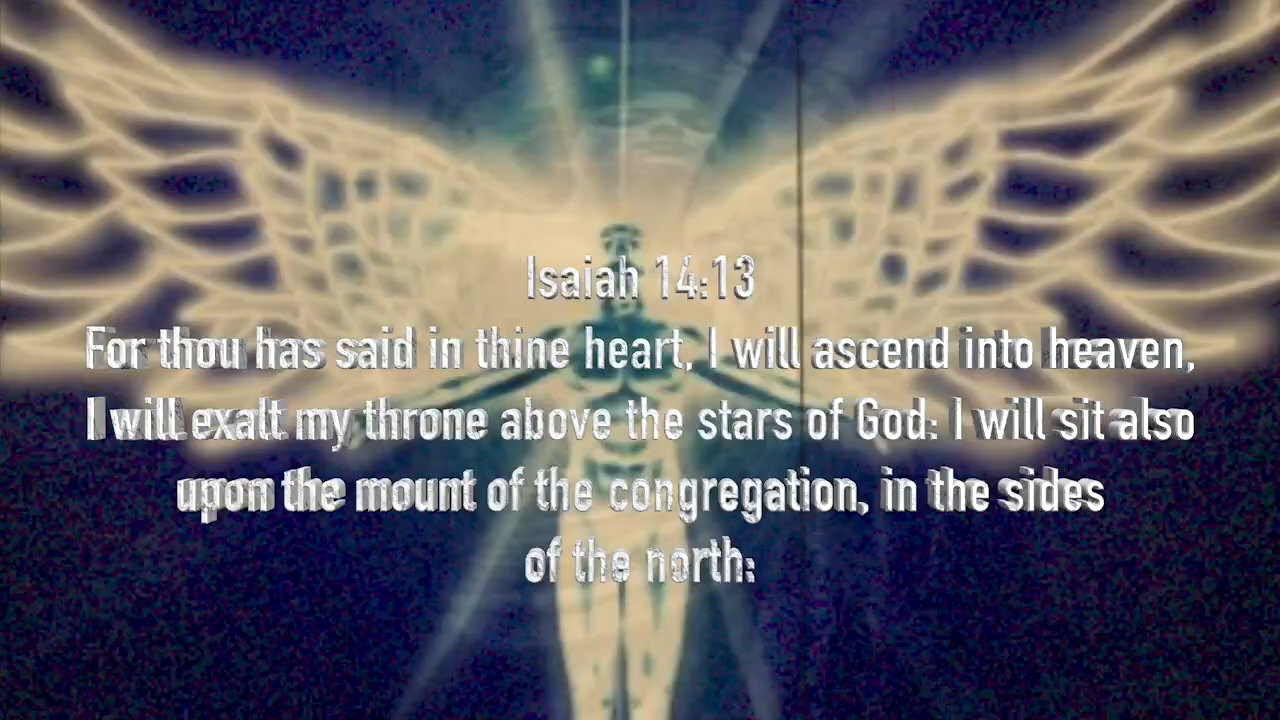 Isaiah 14:13
For thou has said in thine heart, I will ascend into heaven,
I will exalt my throne above the stars of God: I will sit also
upon the mount of the congregation, in the sides
of the north: